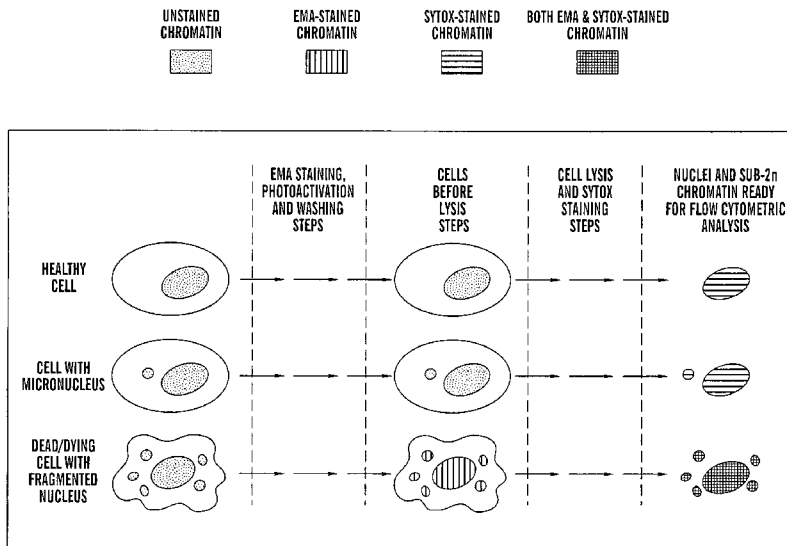 UNSTAINED
CHROMATIN
EMA-STAINED
CHROMATIN
SYTOX-STAINED
CHROMATIN
BOTH EMA & SYTOX-STAINED
CHROMATIN
EMA STAINING,
PHOTOACTIVATION
AND WASHING
STEPS
CELLS
BEFORE
LYSIS
STEPS
CELL LYSIS
AND SYTOX
STAINING
STEPS
NUCLEI AND SUB-2n
CHROMATIN READY
FOR FLOW CYTOMETRIC
ANALYSIS
HEALTHY
CELL
CELL WITH
MICRONUCLEUS
DEAD/DYING
CELL WITH
FRAGMENTED
NUCLEUS